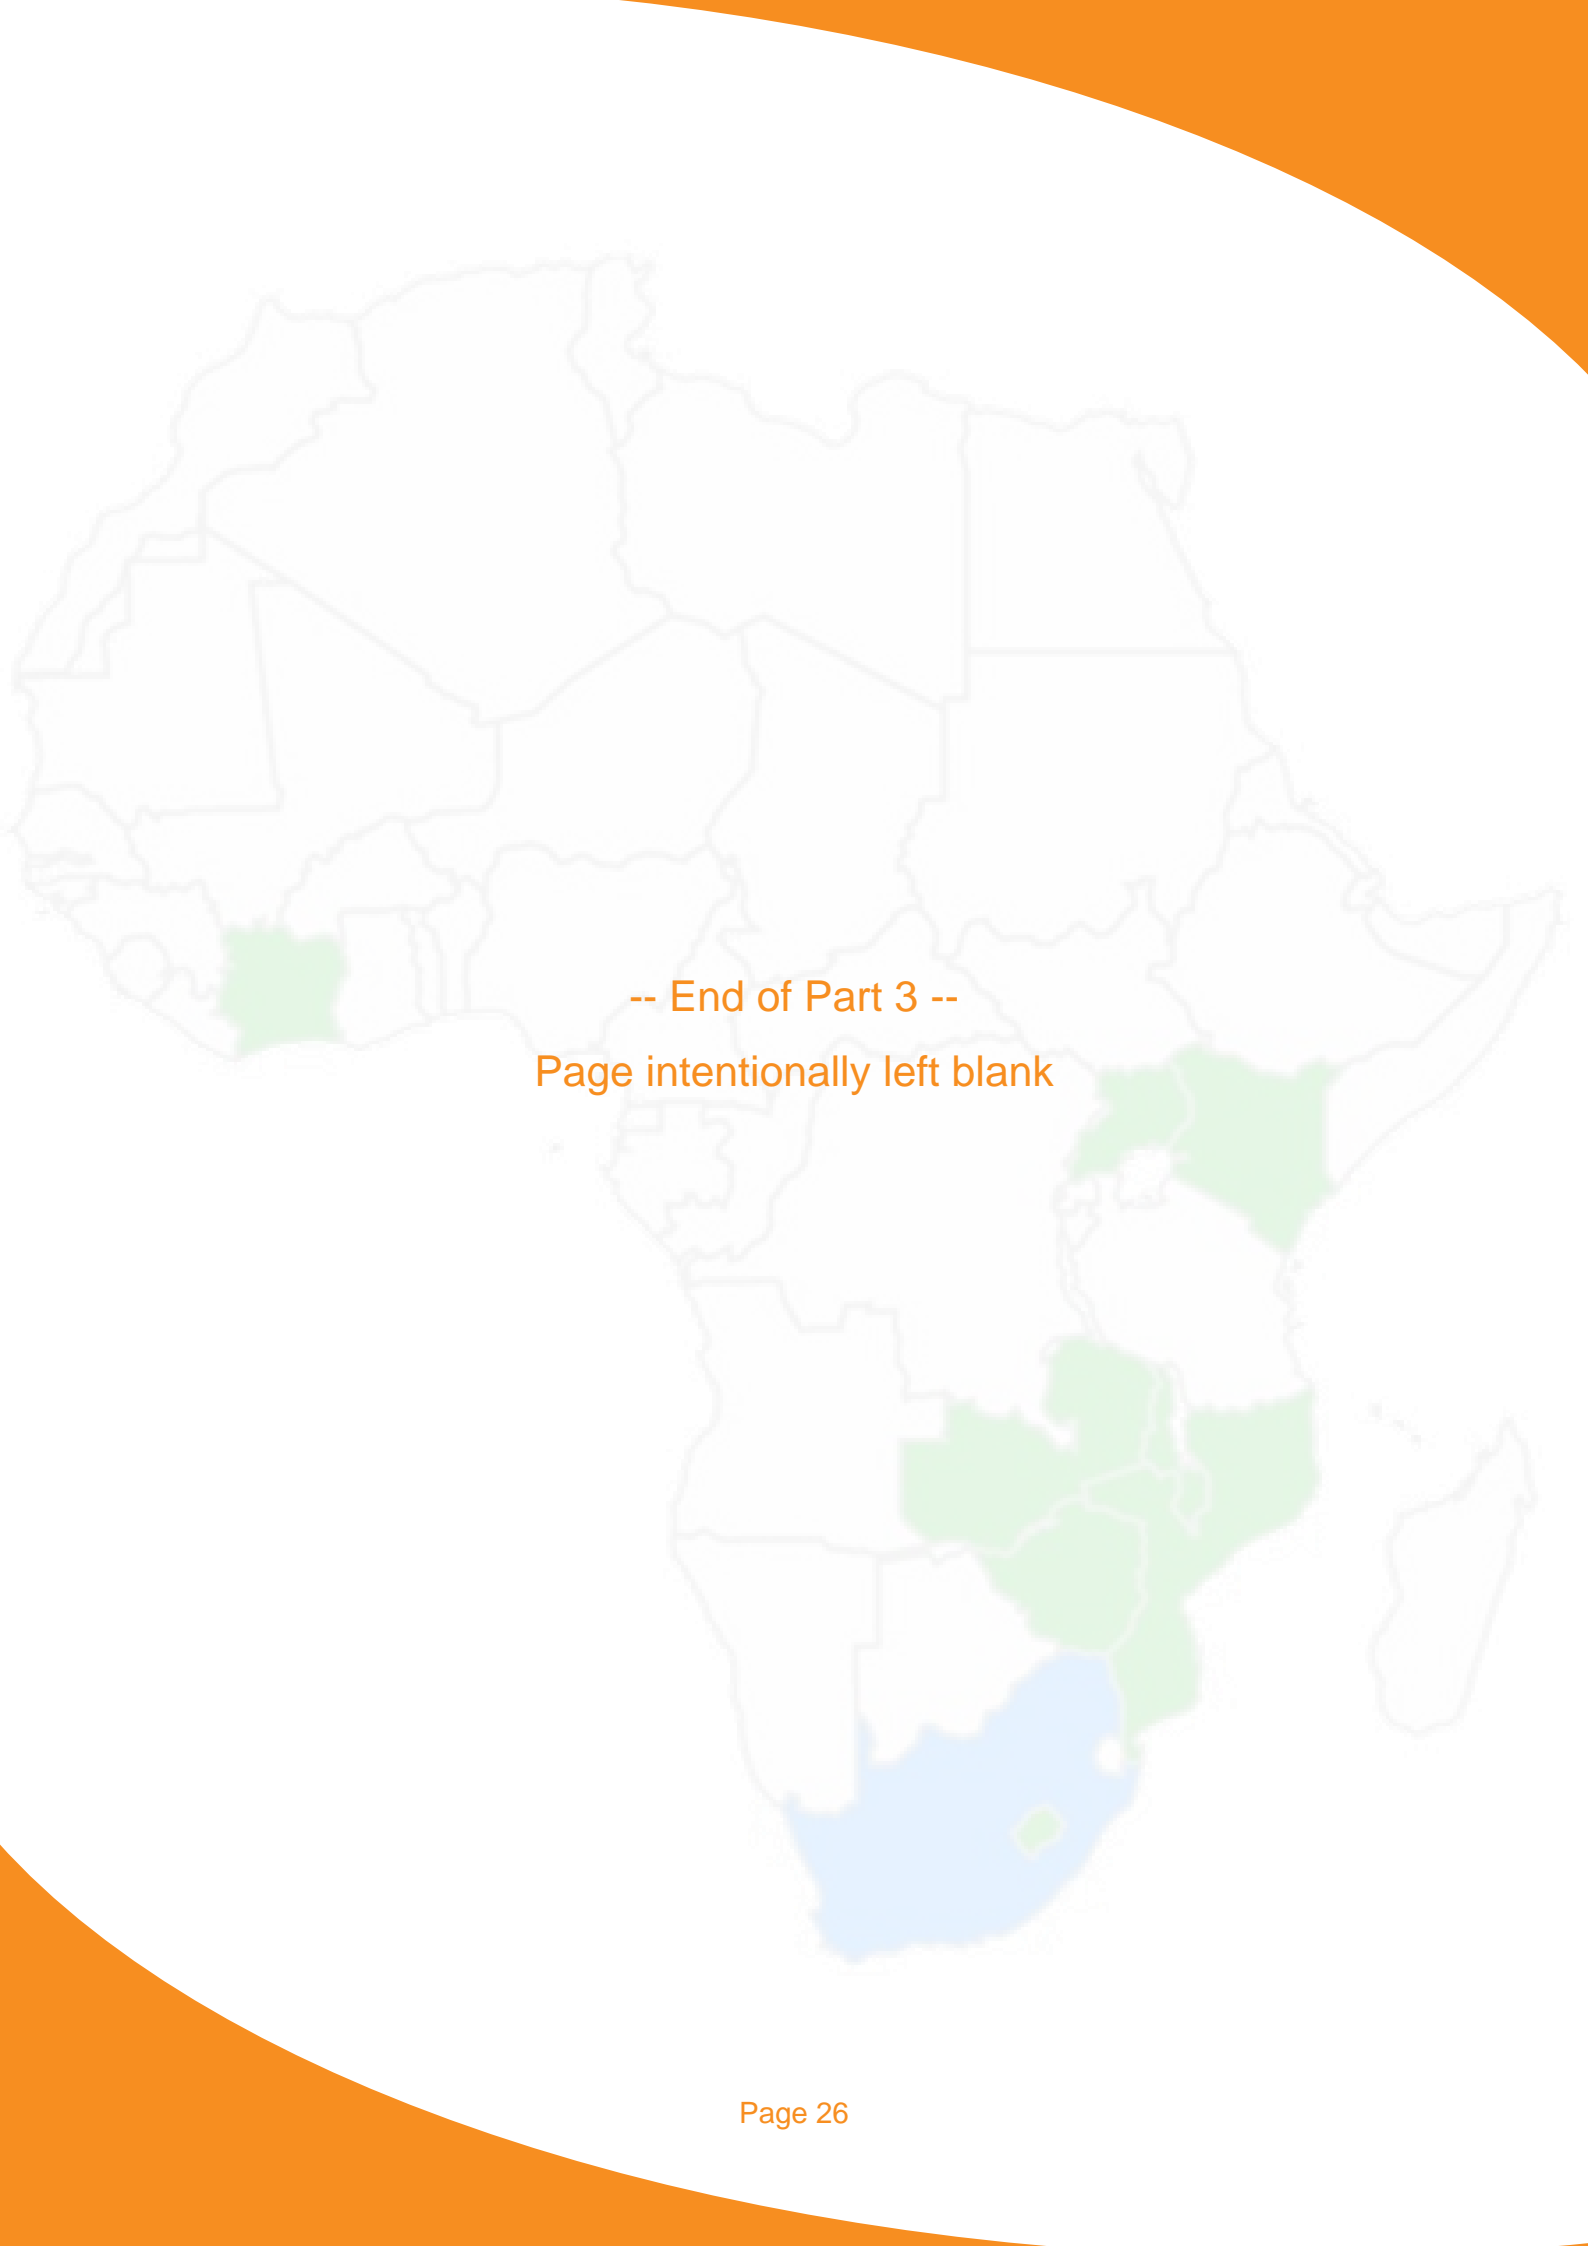 -- End of Part 3 --
Page intentionally left blank
Page 26